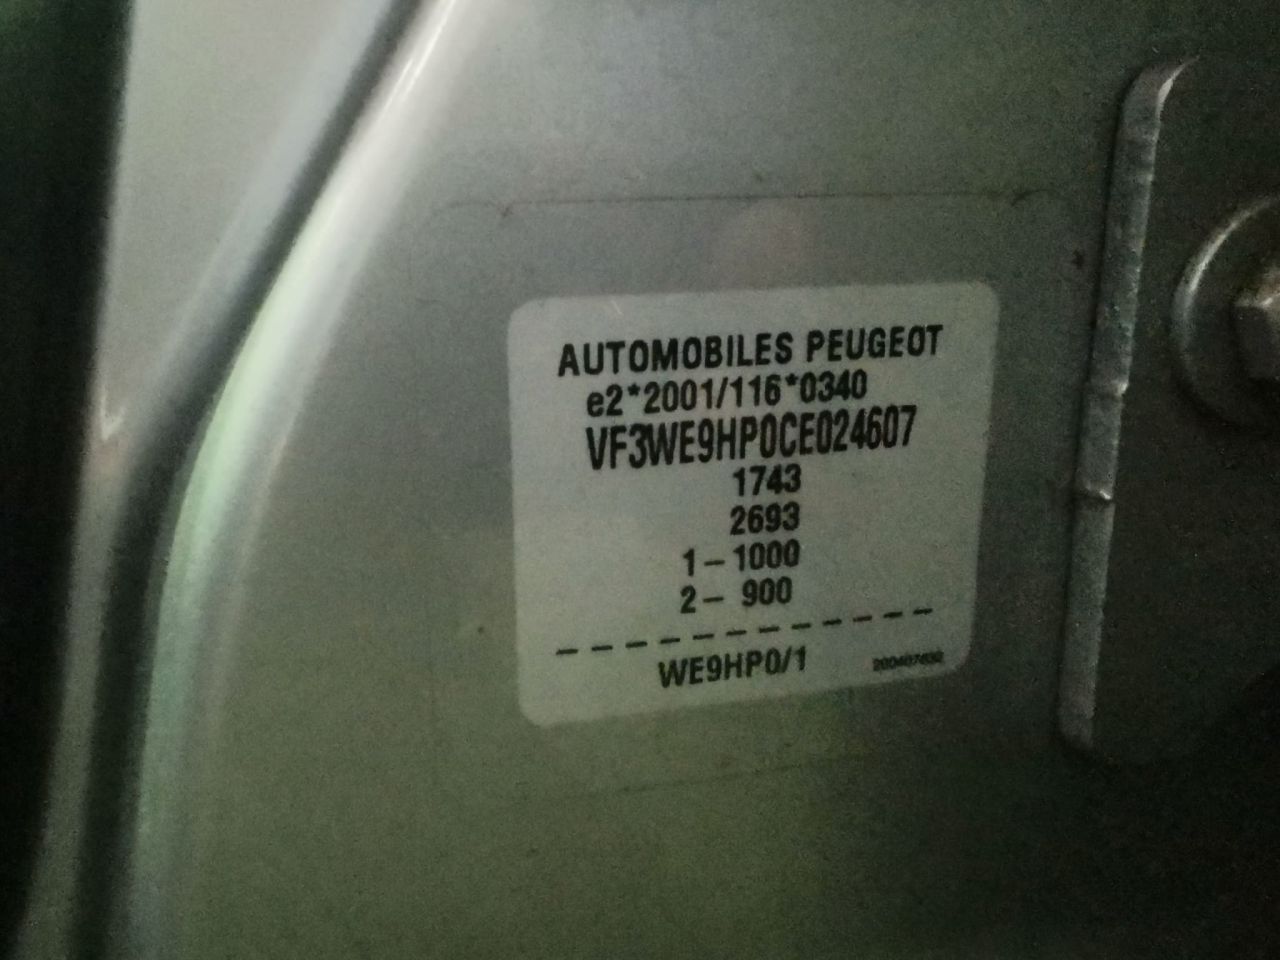 AUTOMOBILES PEUGEOT
e2*2001/116*0340
VF3WE9HP0CE024607
1743
2693
1 – 1000
2 – 900
WE9HP0/1